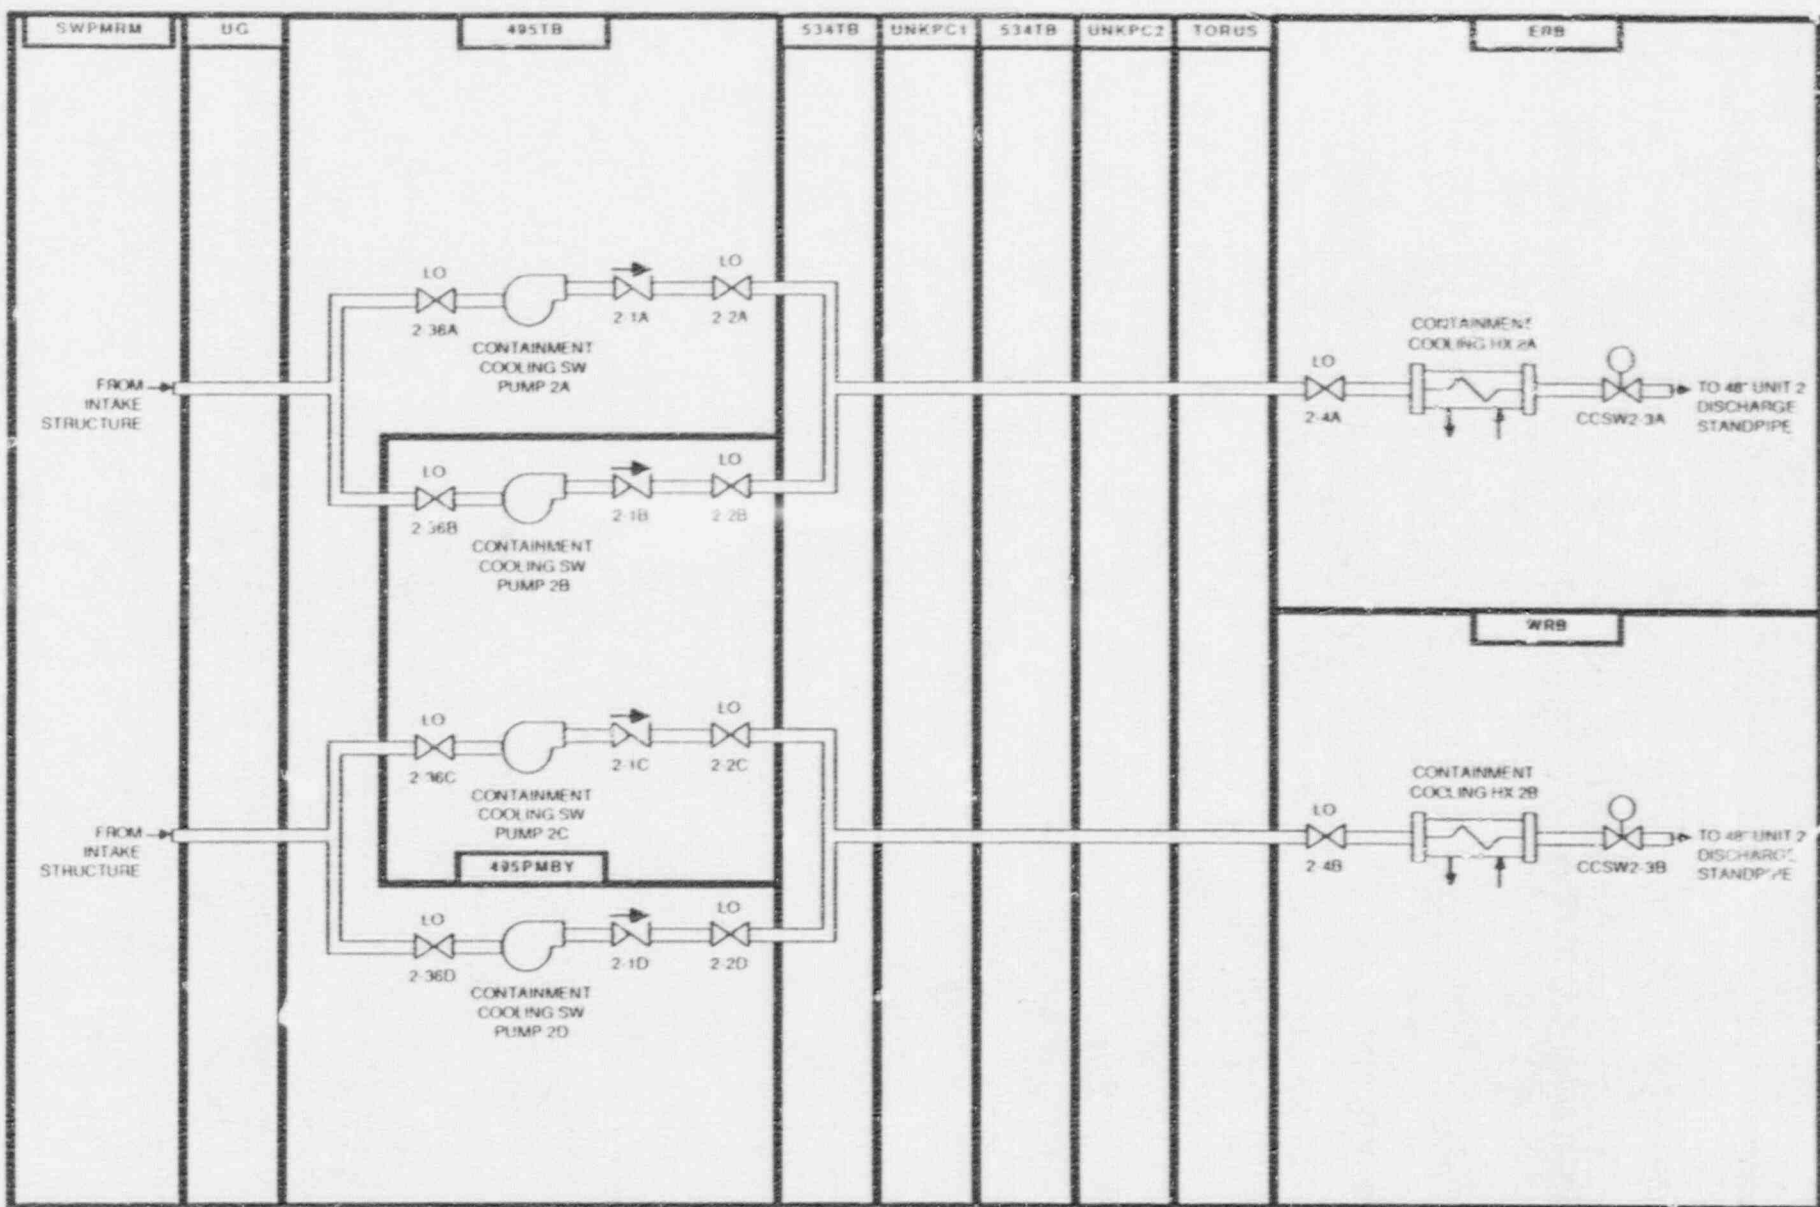 SWPMRM
UG
495TB
534TB
UNKPC1
534TB
UNKPC2
TORUS
ERB
LO
2-36A
CONTAINMENT
COOLING SW
PUMP 2A
2-1A
LO
2-2A
FROM
INTAKE
STRUCTURE
LO
2-36B
CONTAINMENT
COOLING SW
PUMP 2B
2-1B
LO
2-2B
LO
2-4A
CONTAINMENT
COOLING HX 2A
CCSW2-3A
TO 48" UNIT 2
DISCHARGE
STANDPIPE
WRB
LO
2-36C
CONTAINMENT
COOLING SW
PUMP 2C
2-1C
LO
2-2C
FROM
INTAKE
STRUCTURE
495PMBY
LO
2-36D
CONTAINMENT
COOLING SW
PUMP 2D
2-1D
LO
2-2D
LO
2-4B
CONTAINMENT
COOLING HX 2B
CCSW2-3B
TO 48" UNIT 2
DISCHARGE
STANDPIPE